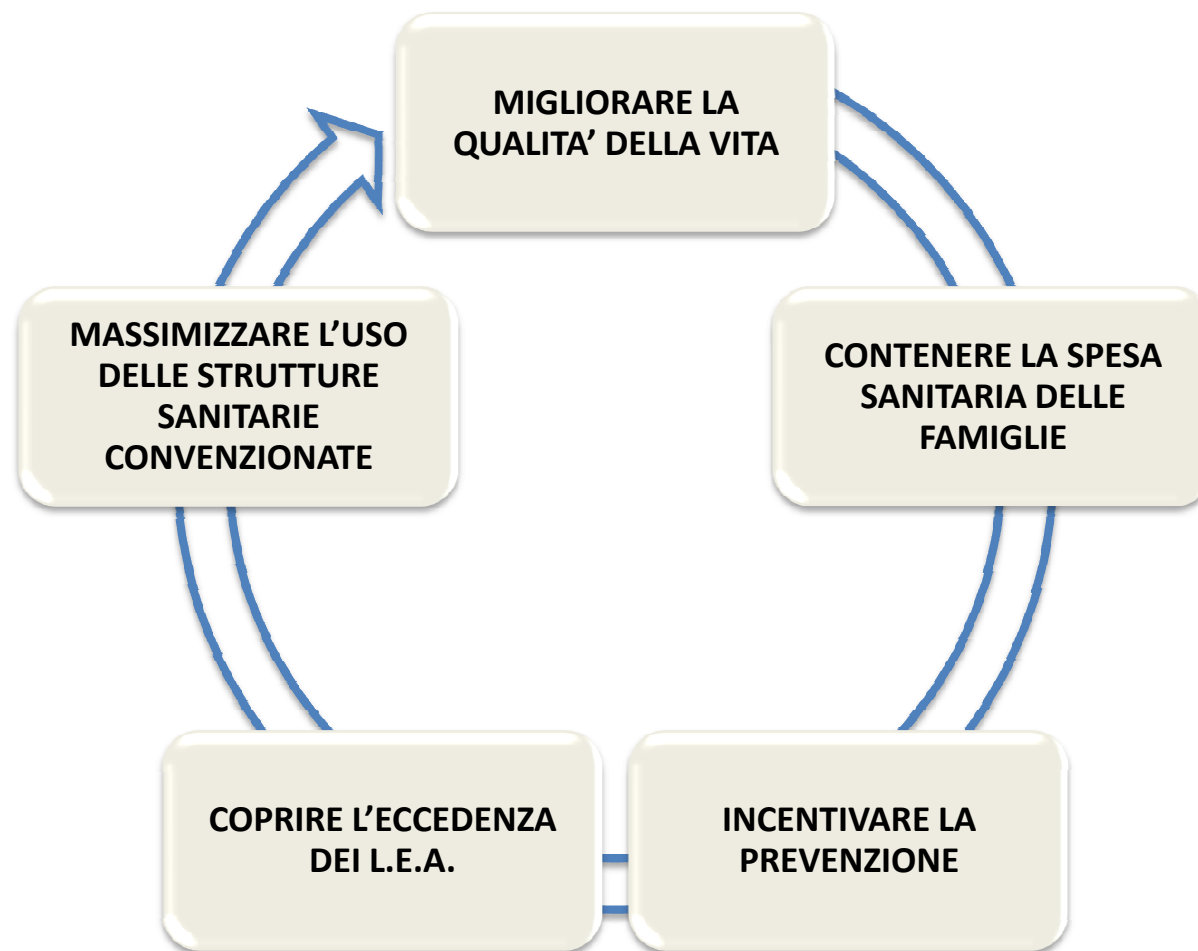 MIGLIORARE LA
QUALITA’ DELLA VITA
CONTENERE LA SPESA
SANITARIA DELLE
FAMIGLIE
INCENTIVARE LA
PREVENZIONE
COPRIRE L’ECCEDENZA
DEI L.E.A.
MASSIMIZZARE L’USO
DELLE STRUTTURE
SANITARIE
CONVENZIONATE